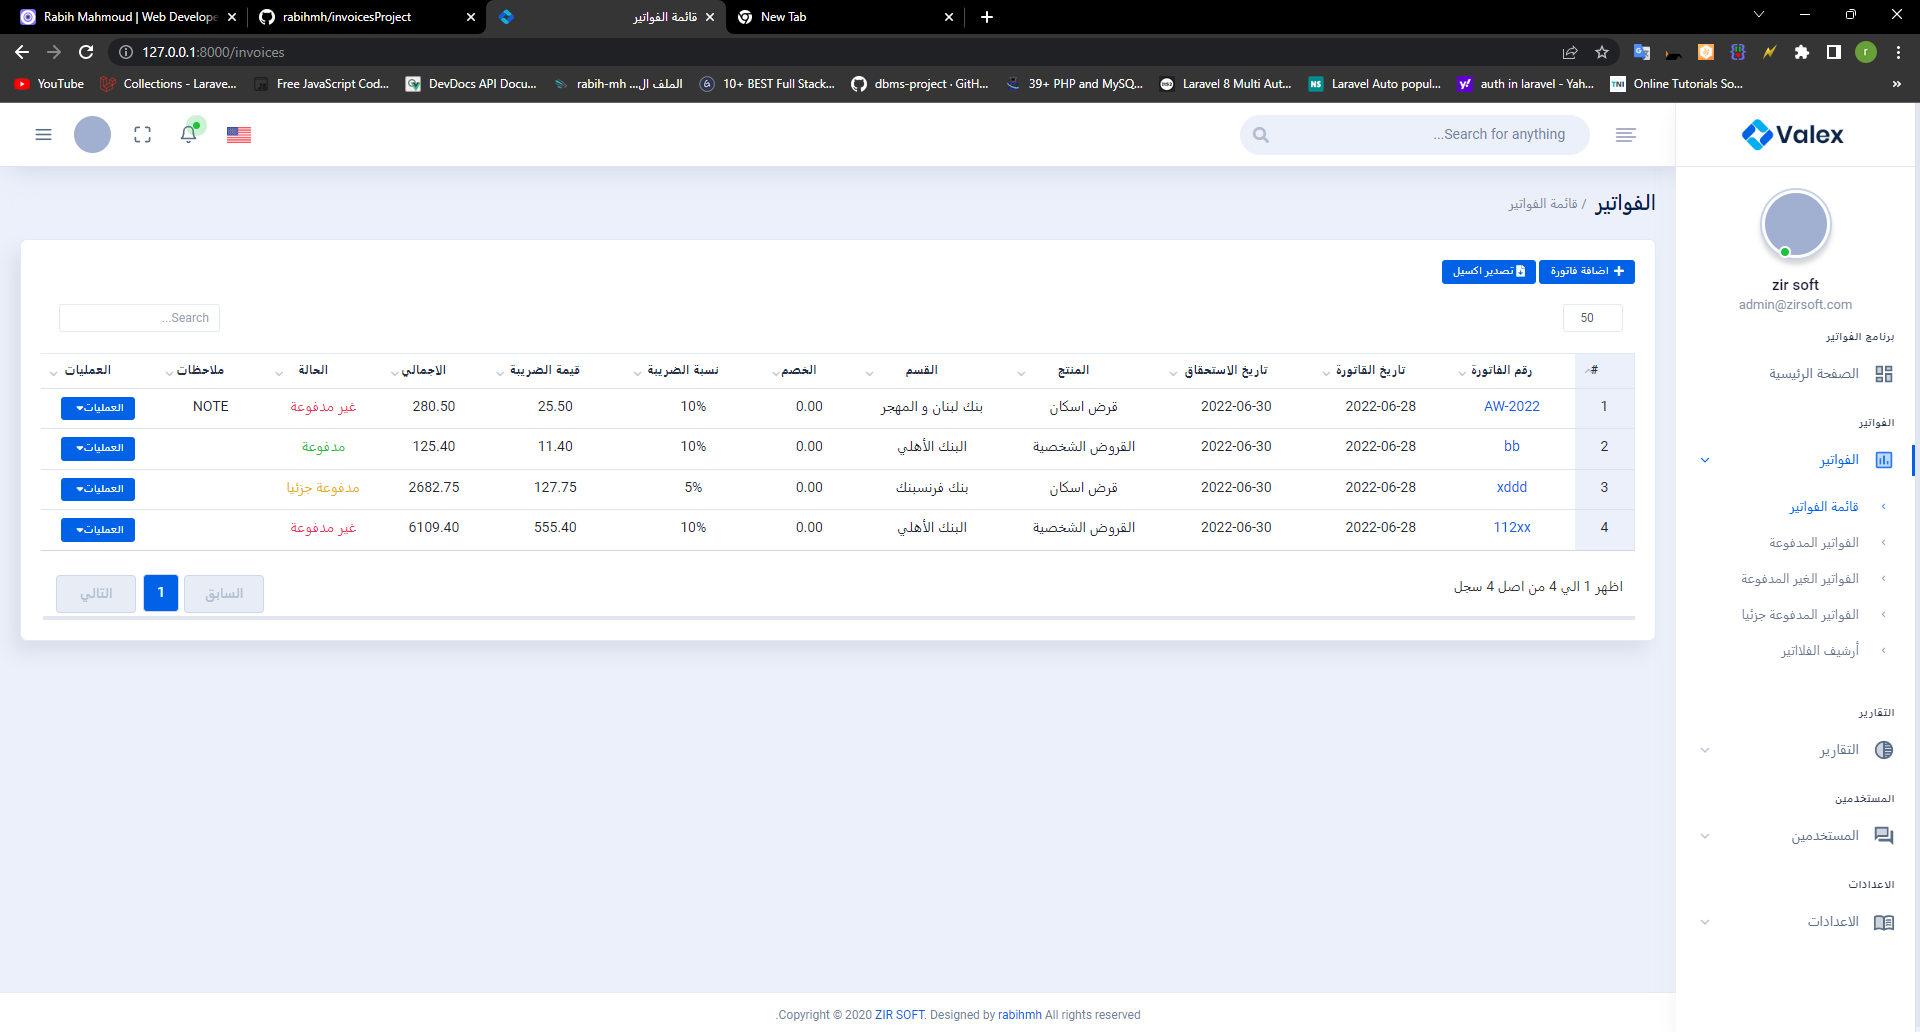 Rabih Mahmoud | Web Develope
rabihmh/invoicesProject
قائمة الفواتير
New Tab
127.0.0.1:8000/invoices
r
YouTube
Collections - Larave...
Free JavaScript Cod...
DevDocs API Docu...
rabih-mh ...الملف ال
10+ BEST Full Stack...
dbms-project · GitH...
39+ PHP and MySQ...
Laravel 8 Multi Aut...
Laravel Auto popul...
auth in laravel - Yah...
Online Tutorials So...
»
Valex
...Search for anything
zir soft
admin@zirsoft.com
برنامج الفواتير
الصفحة الرئيسية
الفواتير
الفواتير
قائمة الفواتير
الفواتير المدفوعة
الفواتير الغير المدفوعة
الفواتير المدفوعة جزئيا
أرشيف الفلااتير
التقارير
التقارير
المستخدمين
المستخدمين
الاعدادات
الاعدادات
الفواتير / قائمة الفواتير
اضافة فاتورة
تصدير اكسيل
50
...Search
# رقم الفاتورة تاريخ القاتورة تاريخ الاستحقاق المنتج القسم الخصم نسبة الضريبة قيمة الضريبة الاجمالي الحالة ملاحظات العمليات
1 AW-2022 2022-06-28 2022-06-30 قرض اسكان بنك لبنان و المهجر 0.00 10% 25.50 280.50 غير مدفوعة NOTE العمليات
2 bb 2022-06-28 2022-06-30 القروض الشخصية البنك الأهلي 0.00 10% 11.40 125.40 مدفوعة العمليات
3 xddd 2022-06-28 2022-06-30 قرض اسكان بنك فرنسبنك 0.00 5% 127.75 2682.75 مدفوعة جزئيا العمليات
4 112xx 2022-06-28 2022-06-30 القروض الشخصية البنك الأهلي 0.00 10% 555.40 6109.40 غير مدفوعة العمليات
اظهر 1 الي 4 من اصل 4 سجل
السابق 1 التالي
.Copyright © 2020 ZIR SOFT. Designed by rabihmh All rights reserved